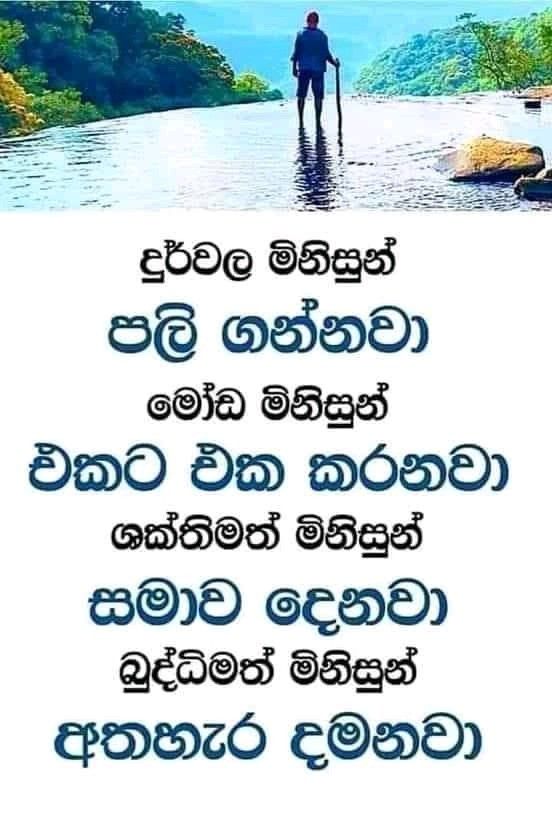 දුර්වල මිනිසුන්
පලි ගන්නවා
මෝඩ මිනිසුන්
එකට එක කරනවා
ශක්තිමත් මිනිසුන්
සමාව දෙනවා
බුද්ධිමත් මිනිසුන්
අතහැර දමනවා